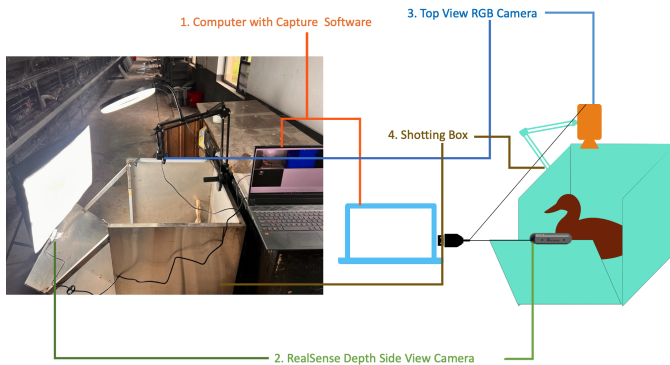 3. Top View RGB Camera
1. Computer with Capture Software
4. Shotting Box
2. RealSense Depth Side View Camera